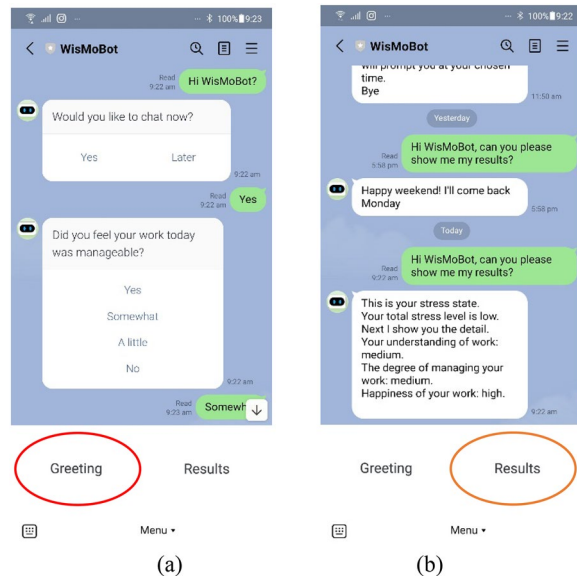 100% 9:23
WisMoBot
Read
9:22 am
Hi WisMoBot?
Would you like to chat now?
Yes Later
9:22 am
Read
9:22 am
Yes
Did you feel your work today
was manageable?
Yes
Somewhat
A little
No
9:22 am
Read
9:23 am
Somewh
Greeting Results
Menu
(a)
100% 9:22
WisMoBot
will prompt you at your chosen
time.
Bye
11:50 am
Yesterday
Hi WisMoBot, can you please
show me my results?
Read
5:58 pm
Happy weekend! I'll come back
Monday
5:58 pm
Today
Hi WisMoBot, can you please
show me my results?
Read
9:22 am
This is your stress state.
Your total stress level is low.
Next I show you the detail.
Your understanding of work:
medium.
The degree of managing your
work: medium.
Happiness of your work: high.
9:22 am
Greeting Results
Menu
(b)